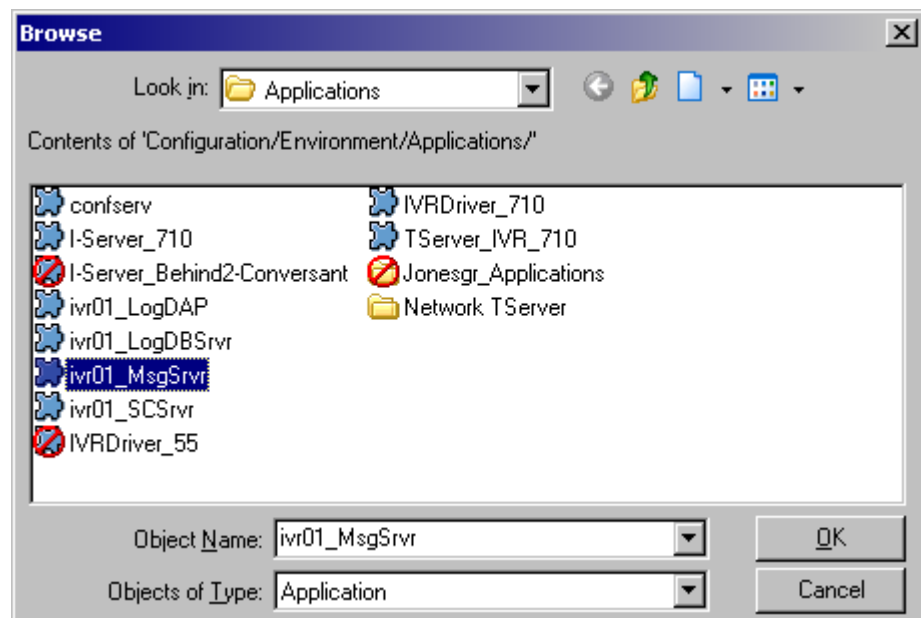 Browse
Look in: Applications
Contents of 'Configuration/Environment/Applications/'
confserv
I-Server_710
I-Server_Behind2-Conversant
ivr01_LogDAP
ivr01_LogDBSrvr
ivr01_MsgSrvr
ivr01_SCSrvr
IVRDriver_55
IVRDriver_710
TServer_IVR_710
Jonesgr_Applications
Network TServer
Object Name: ivr01_MsgSrvr
OK
Objects of Type: Application
Cancel